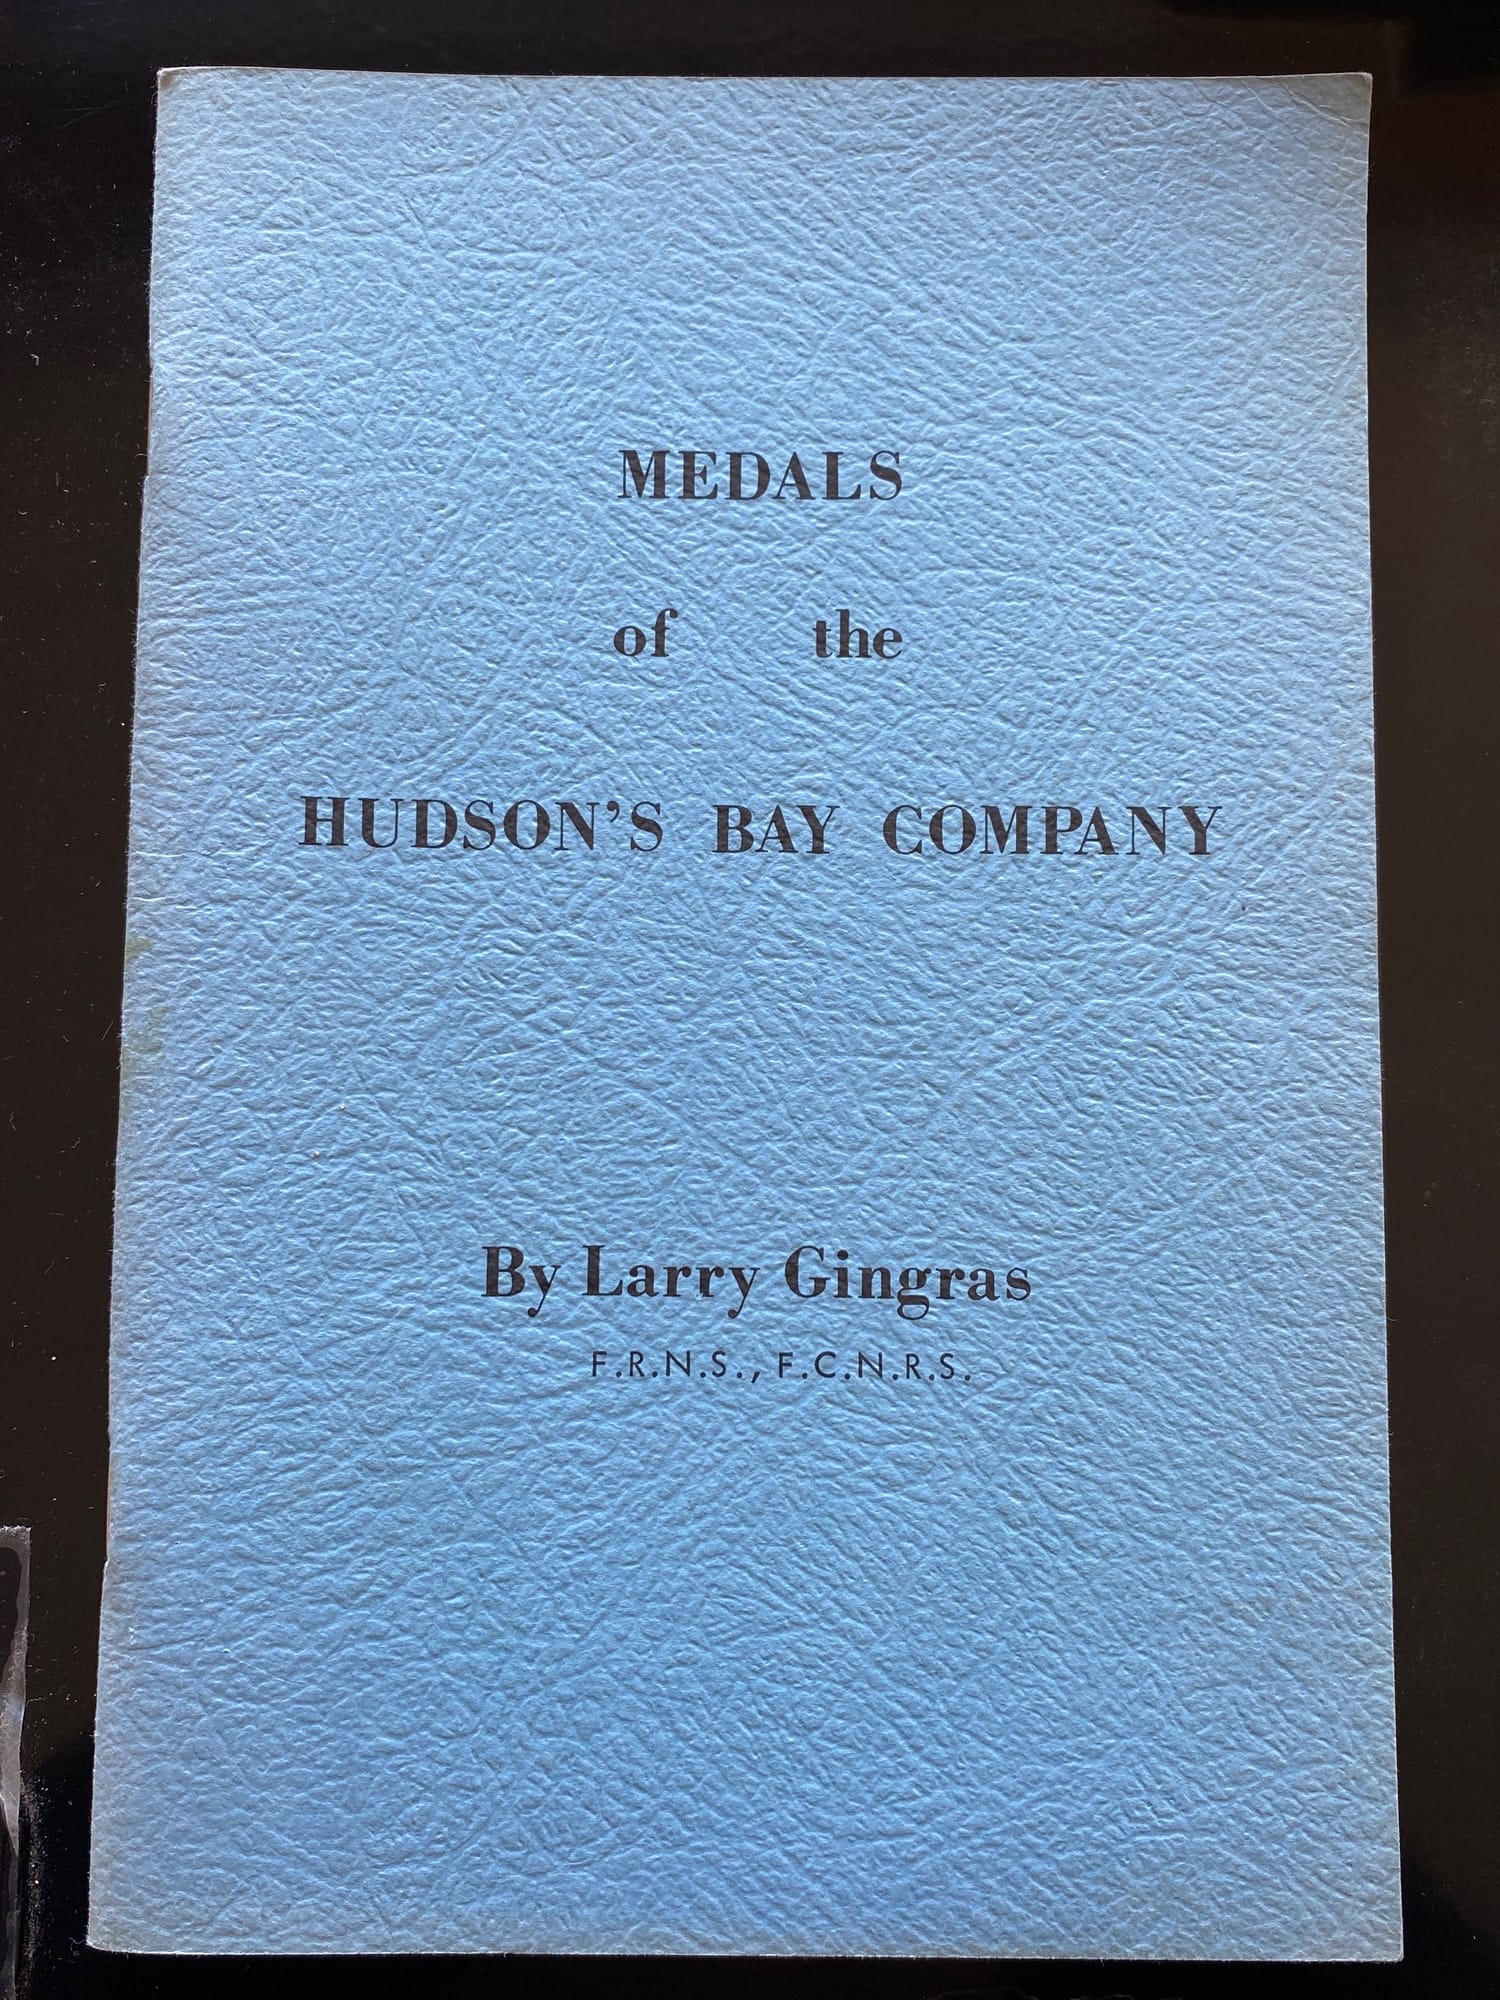 MEDALS
of the
HUDSON'S BAY COMPANY
By Larry Gingras
F.R.N.S., F.C.N.R.S.